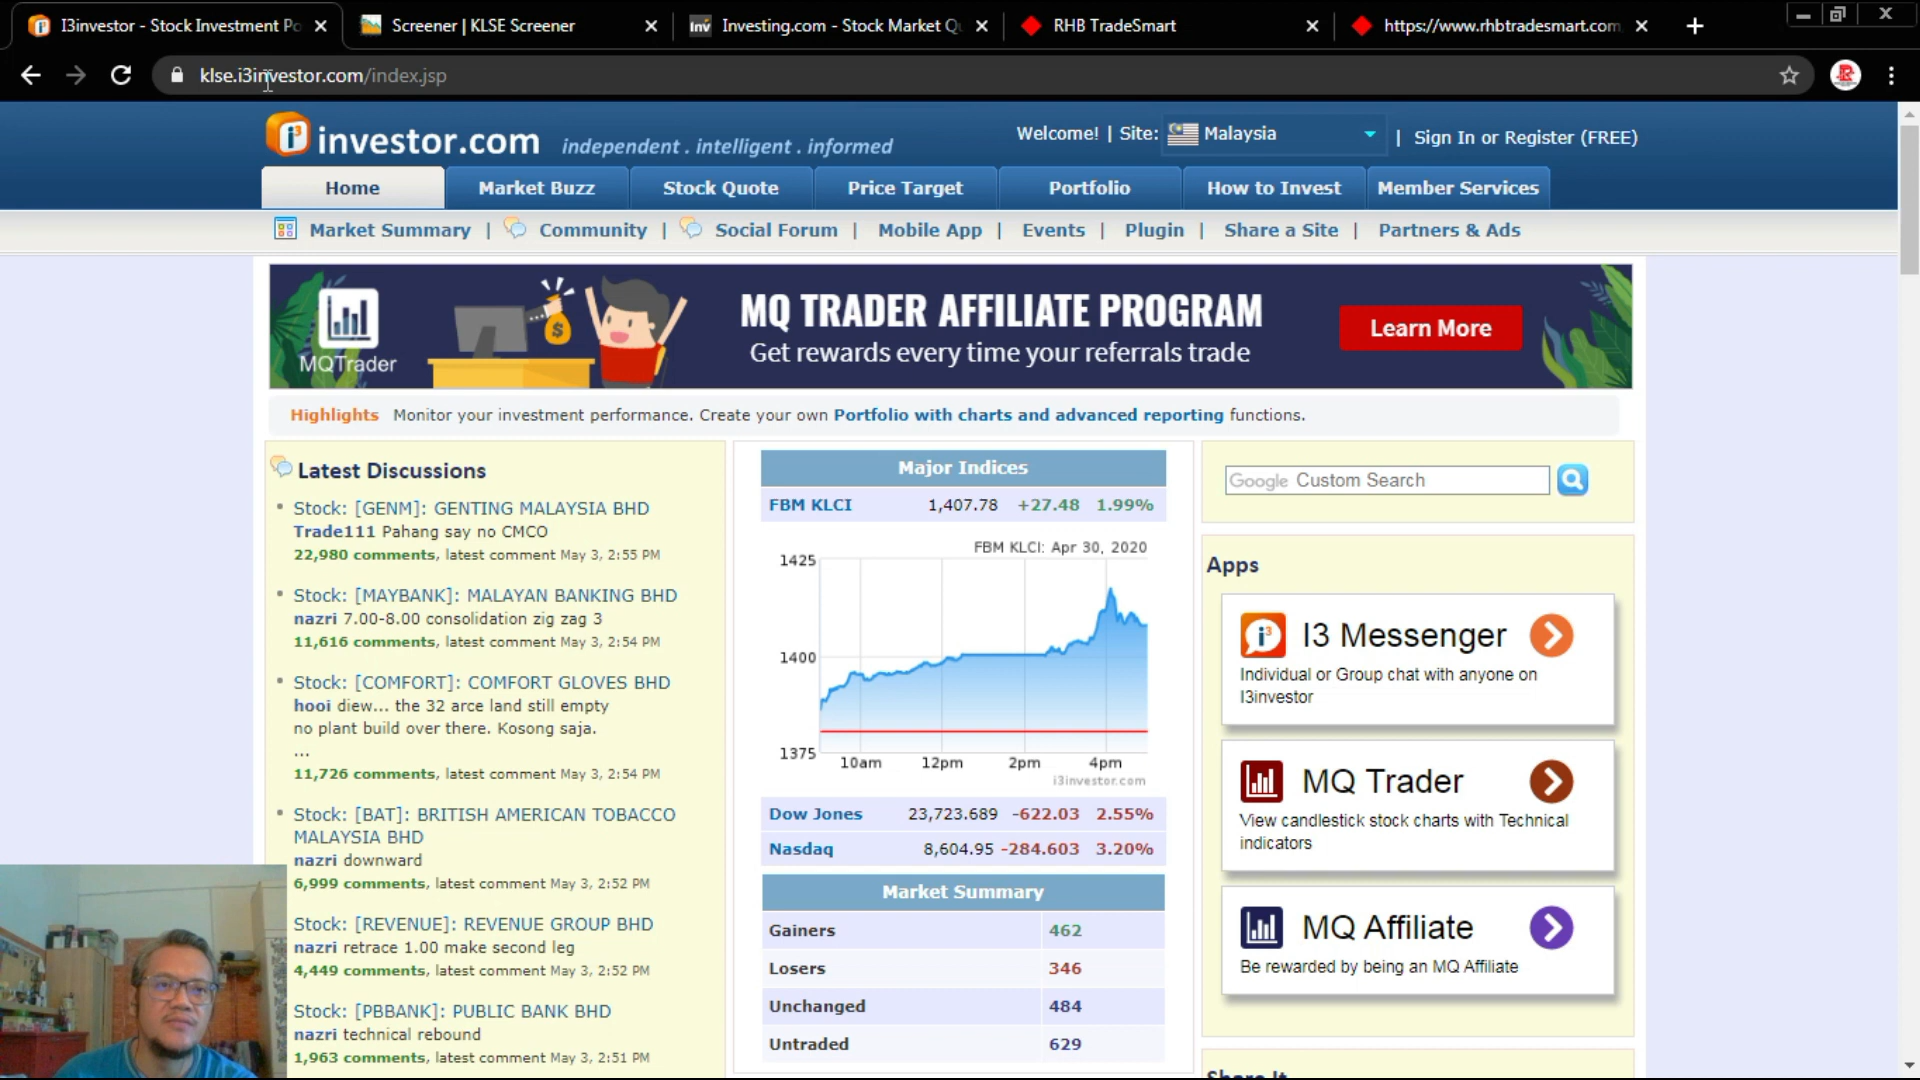 I3investor - Stock Investment Po
Screener | KLSE Screener
inv Investing.com - Stock Market Q
RHB TradeSmart
https://www.rhbtradesmart.com
klse.i3investor.com/index.jsp
i3 investor.com independent . intelligent . informed
Welcome! | Site: Malaysia | Sign In or Register (FREE)
Home Market Buzz Stock Quote Price Target Portfolio How to Invest Member Services
Market Summary | Community | Social Forum | Mobile App | Events | Plugin | Share a Site | Partners & Ads
MQTrader
MQ TRADER AFFILIATE PROGRAM
Get rewards every time your referrals trade
Learn More
Highlights Monitor your investment performance. Create your own Portfolio with charts and advanced reporting functions.
Latest Discussions
Stock: [GENM]: GENTING MALAYSIA BHD
Trade111 Pahang say no CMCO
22,980 comments, latest comment May 3, 2:55 PM
Stock: [MAYBANK]: MALAYAN BANKING BHD
nazri 7.00-8.00 consolidation zig zag 3
11,616 comments, latest comment May 3, 2:54 PM
Stock: [COMFORT]: COMFORT GLOVES BHD
hooi diew... the 32 arce land still empty
no plant build over there. Kosong saja.
...
11,726 comments, latest comment May 3, 2:54 PM
Stock: [BAT]: BRITISH AMERICAN TOBACCO
MALAYSIA BHD
nazri downward
6,999 comments, latest comment May 3, 2:52 PM
Stock: [REVENUE]: REVENUE GROUP BHD
nazri retrace 1.00 make second leg
4,449 comments, latest comment May 3, 2:52 PM
Stock: [PBBANK]: PUBLIC BANK BHD
nazri technical rebound
1,963 comments, latest comment May 3, 2:51 PM
Major Indices
FBM KLCI 1,407.78 +27.48 1.99%
FBM KLCI: Apr 30, 2020
1425
1400
1375
10am 12pm 2pm 4pm
i3investor.com
Dow Jones 23,723.689 -622.03 2.55%
Nasdaq 8,604.95 -284.603 3.20%
Market Summary
Gainers 462
Losers 346
Unchanged 484
Untraded 629
Google Custom Search
Apps
i3 I3 Messenger
Individual or Group chat with anyone on
I3investor
MQ Trader
View candlestick stock charts with Technical
indicators
MQ Affiliate
Be rewarded by being an MQ Affiliate
Share It